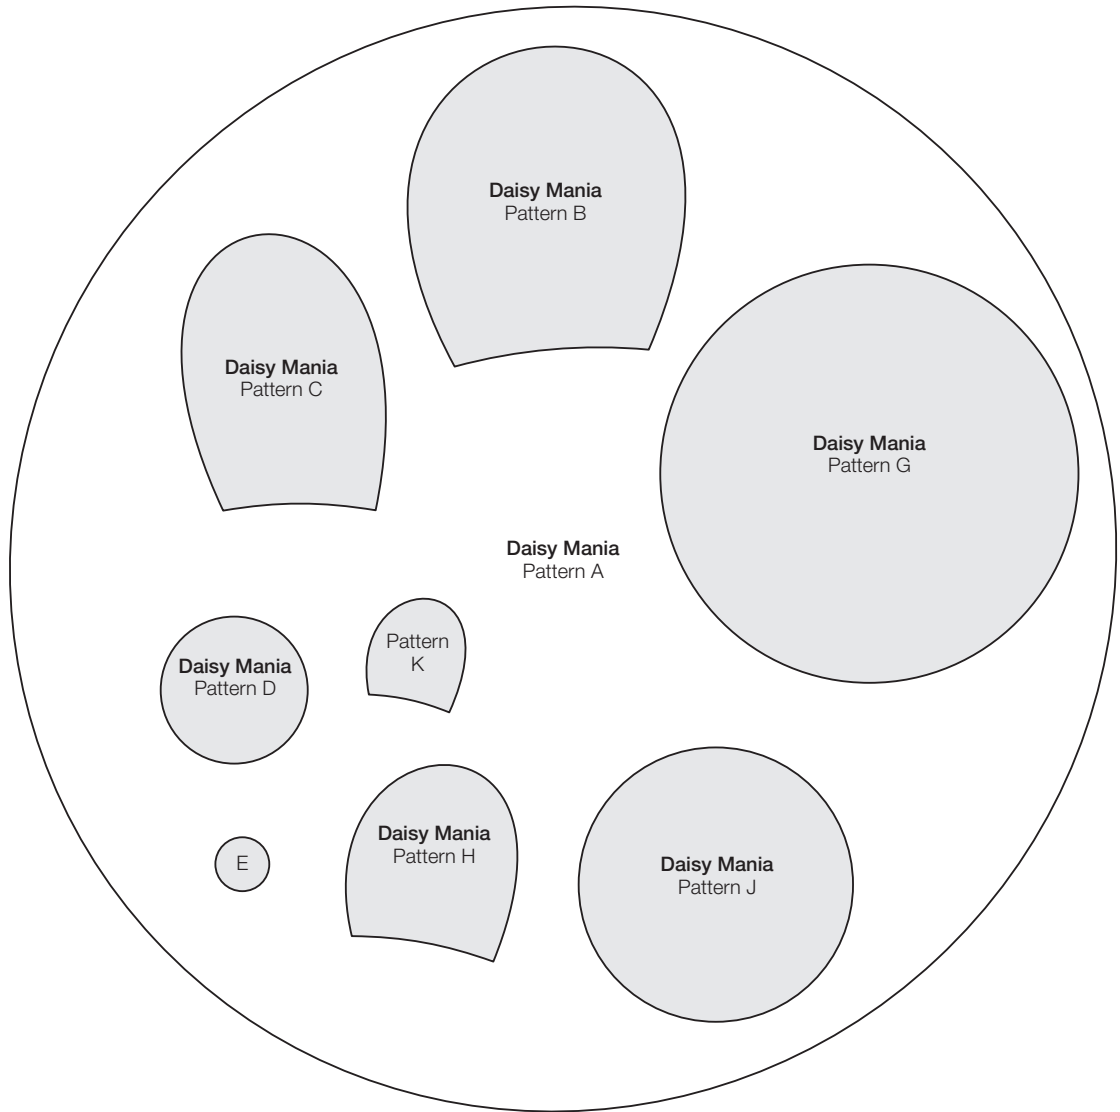 Daisy Mania
Pattern B
Daisy Mania
Pattern C
Daisy Mania
Pattern G
Daisy Mania
Pattern A
Pattern
K
Daisy Mania
Pattern D
Daisy Mania
Pattern H
E
Daisy Mania
Pattern J